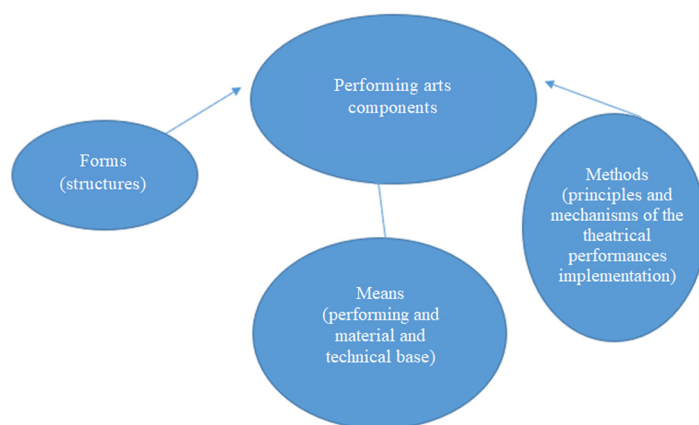 Performing arts
components
Forms
(structures)
Methods
(principles and
mechanisms of the
theatrical
performances
implementation)
Means
(performing and
material and
technical base)